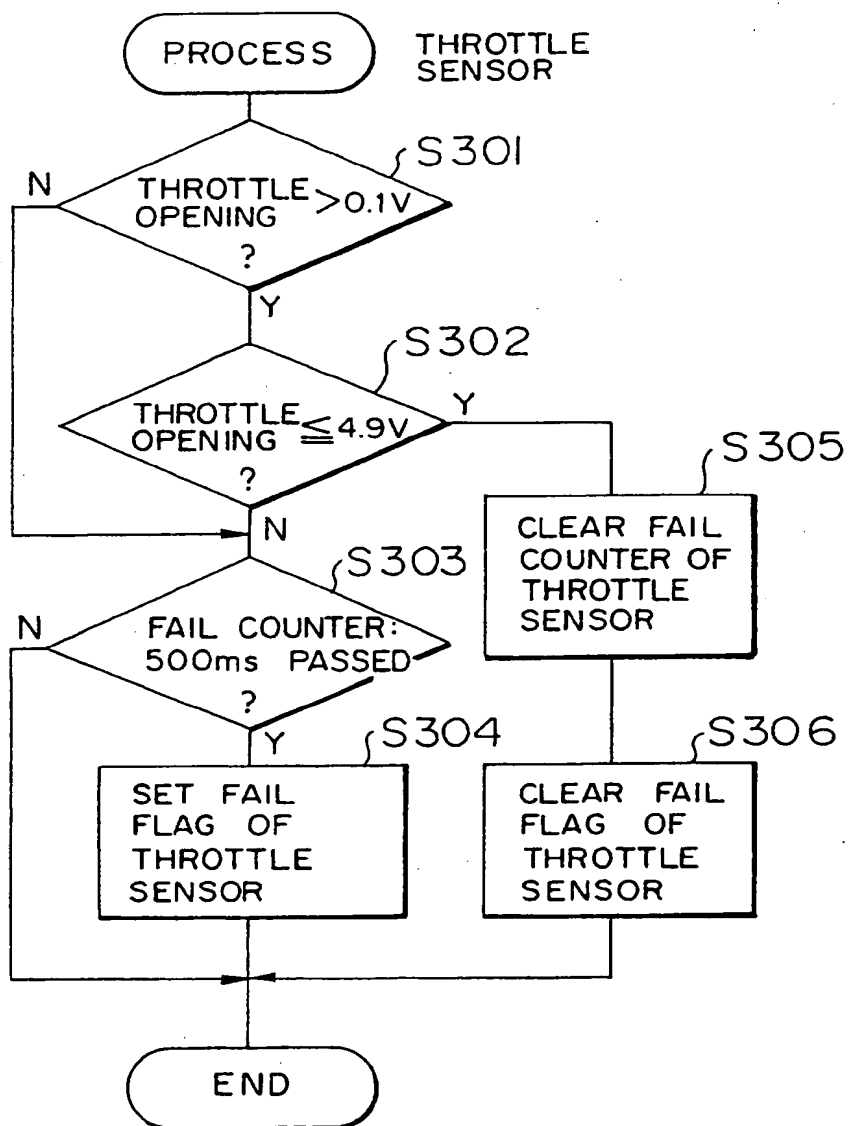 PROCESS
THROTTLE
SENSOR
S301
N
THROTTLE
OPENING >0.1V
?
Y
S302
THROTTLE
OPENING ≦4.9V
?
Y
N
S305
CLEAR FAIL
COUNTER OF
THROTTLE
SENSOR
S303
N
FAIL COUNTER:
500ms PASSED
?
Y
S304
SET FAIL
FLAG OF
THROTTLE
SENSOR
S306
CLEAR FAIL
FLAG OF
THROTTLE
SENSOR
END